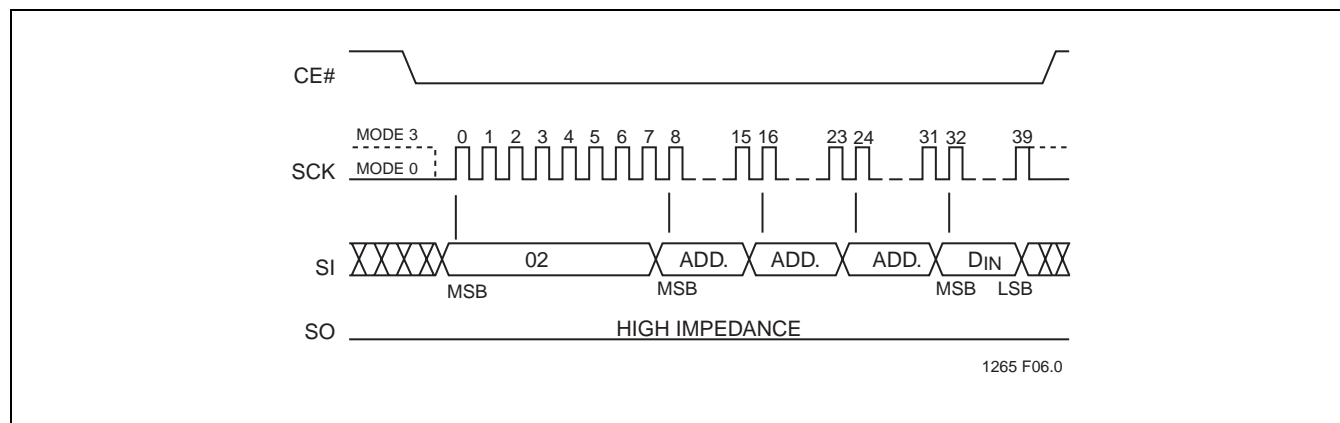 CE#
MODE 3
0 1 2 3 4 5 6 7 8 15 16 23 24 31 32 39
SCK
MODE 0
SI
02 ADD. ADD. ADD. DIN
MSB MSB MSB LSB
SO
HIGH IMPEDANCE
1265 F06.0